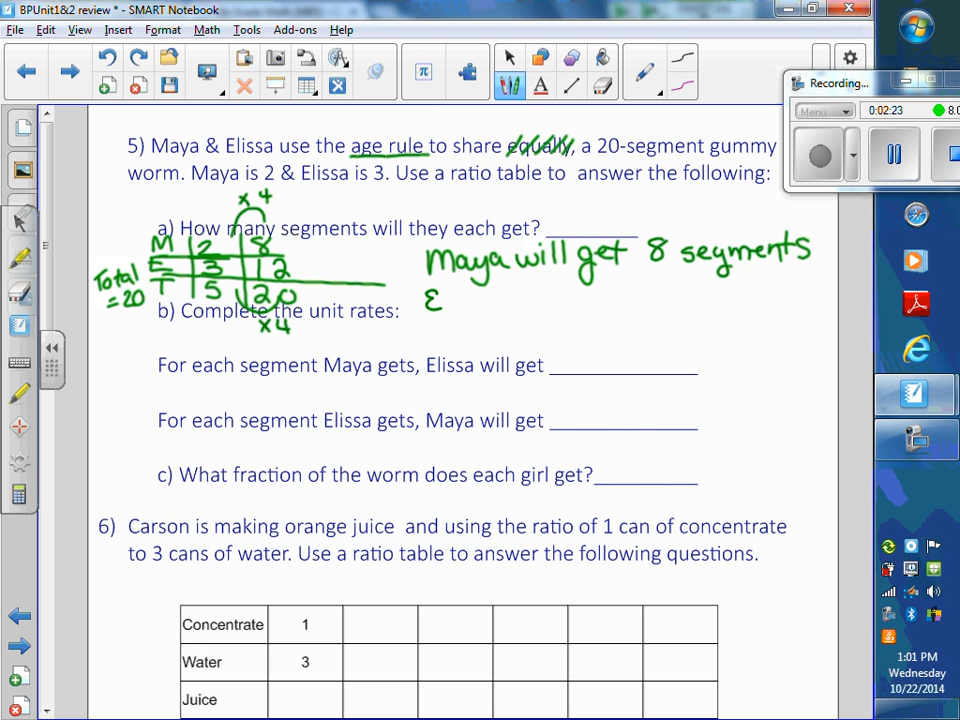 BPUnit1&2 review * - SMART Notebook
File Edit View Insert Format Math Tools Add-ons Help
Recording...
Menu
0:02:23
8.0
5) Maya & Elissa use the age rule to share equally, a 20-segment gummy
worm. Maya is 2 & Elissa is 3. Use a ratio table to answer the following:
x 4
a) How many segments will they each get? ________
M 2 8
E 3 12
T 5 20
Total
=20
x4
Maya will get 8 segments
E
b) Complete the unit rates:
For each segment Maya gets, Elissa will get _____________
For each segment Elissa gets, Maya will get _____________
c) What fraction of the worm does each girl get?_________
6) Carson is making orange juice and using the ratio of 1 can of concentrate
to 3 cans of water. Use a ratio table to answer the following questions.
Concentrate 1
Water 3
Juice
1:01 PM
Wednesday
10/22/2014